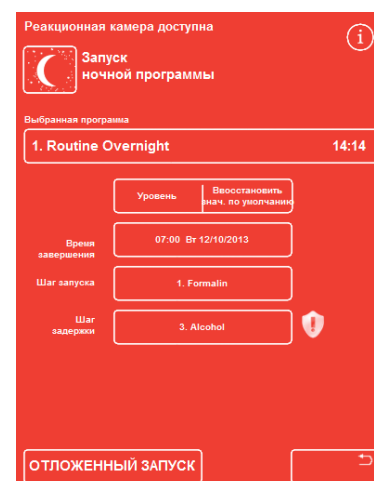 Реакционная камера доступна
i
Запуск
ночной программы
Выбранная программа
1. Routine Overnight 14:14
Уровень
Ввосстановить
знач. по умолчанию
Время
завершения
07:00 Вт 12/10/2013
Шаг запуска
1. Formalin
Шаг
задержки
3. Alcohol
ОТЛОЖЕННЫЙ ЗАПУСК